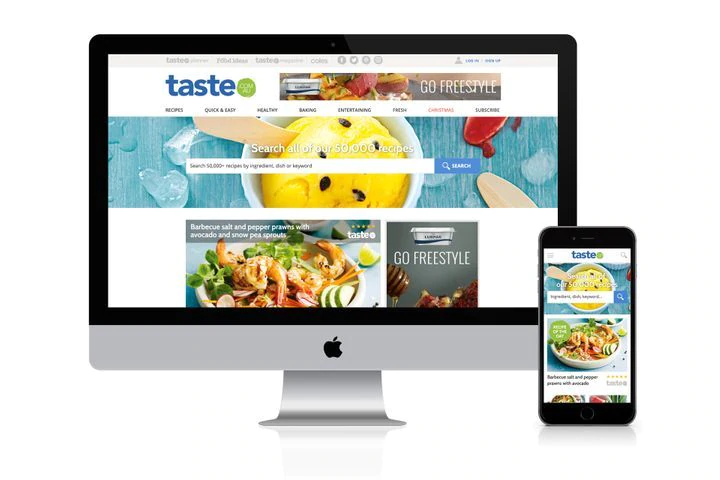 taste planner food ideas taste magazine coles LOG IN | SIGN UP
taste .COM .AU
LURPAK
GO FREESTYLE
RECIPES QUICK & EASY HEALTHY BAKING ENTERTAINING FRESH CHRISTMAS SUBSCRIBE
Search all of our 50,000 recipes
Search 50,000+ recipes by ingredient, dish or keyword SEARCH
Barbecue salt and pepper prawns with
avocado and snow pea sprouts
taste
LURPAK
GO FREESTYLE
taste
Search all of
our 50,000 recipes
Ingredient, dish, keyword...
RECIPE
OF THE
DAY
Barbecue salt and pepper
prawns with avocado
taste